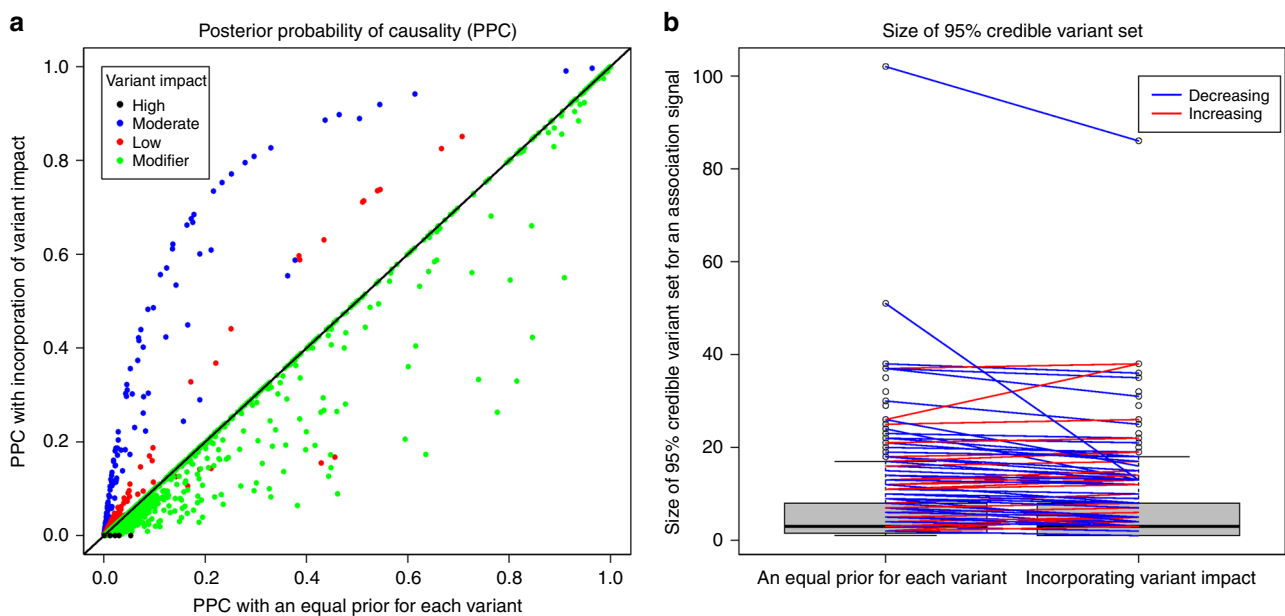 a
Posterior probability of causality (PPC)
PPC with incorporation of variant impact
1.0
0.8
0.6
0.4
0.2
0.0
Variant impact
High
Moderate
Low
Modifier
0.0 0.2 0.4 0.6 0.8 1.0
PPC with an equal prior for each variant
b
Size of 95% credible variant set
Size of 95% credible variant set for an association signal
100
80
60
40
20
0
Decreasing
Increasing
An equal prior for each variant Incorporating variant impact